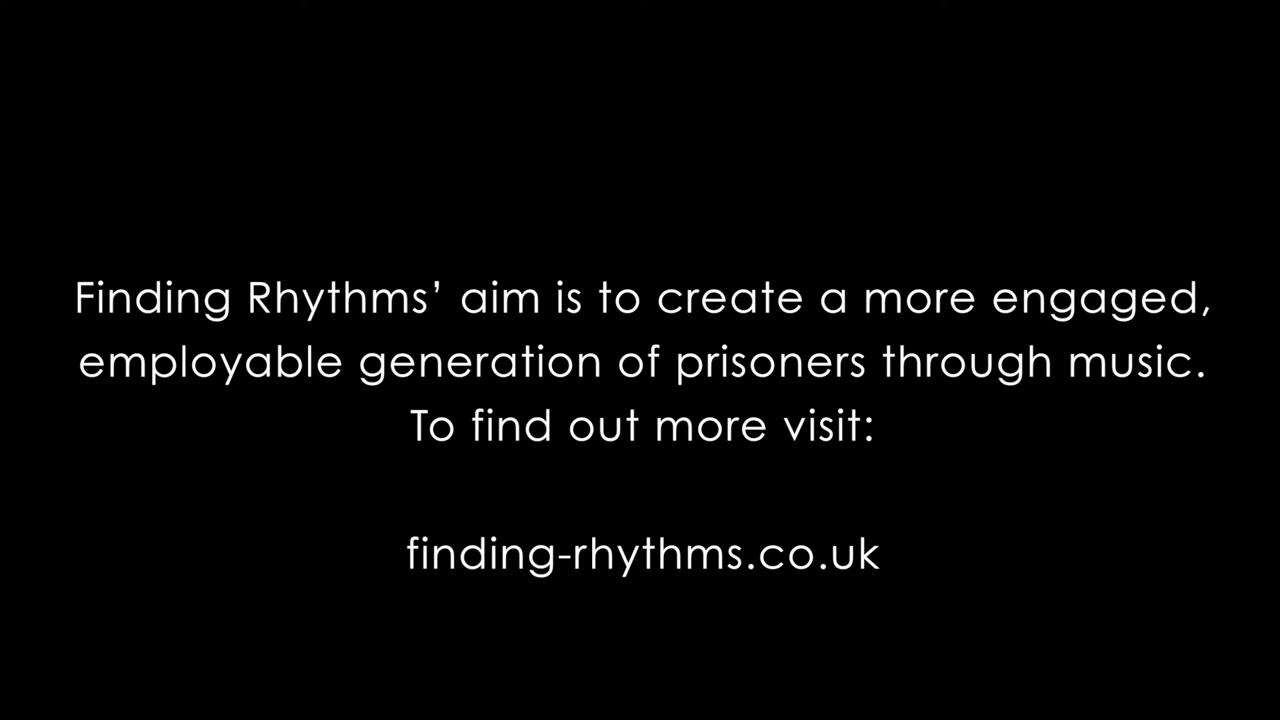 Finding Rhythms’ aim is to create a more engaged,
employable generation of prisoners through music.
To find out more visit:
finding-rhythms.co.uk